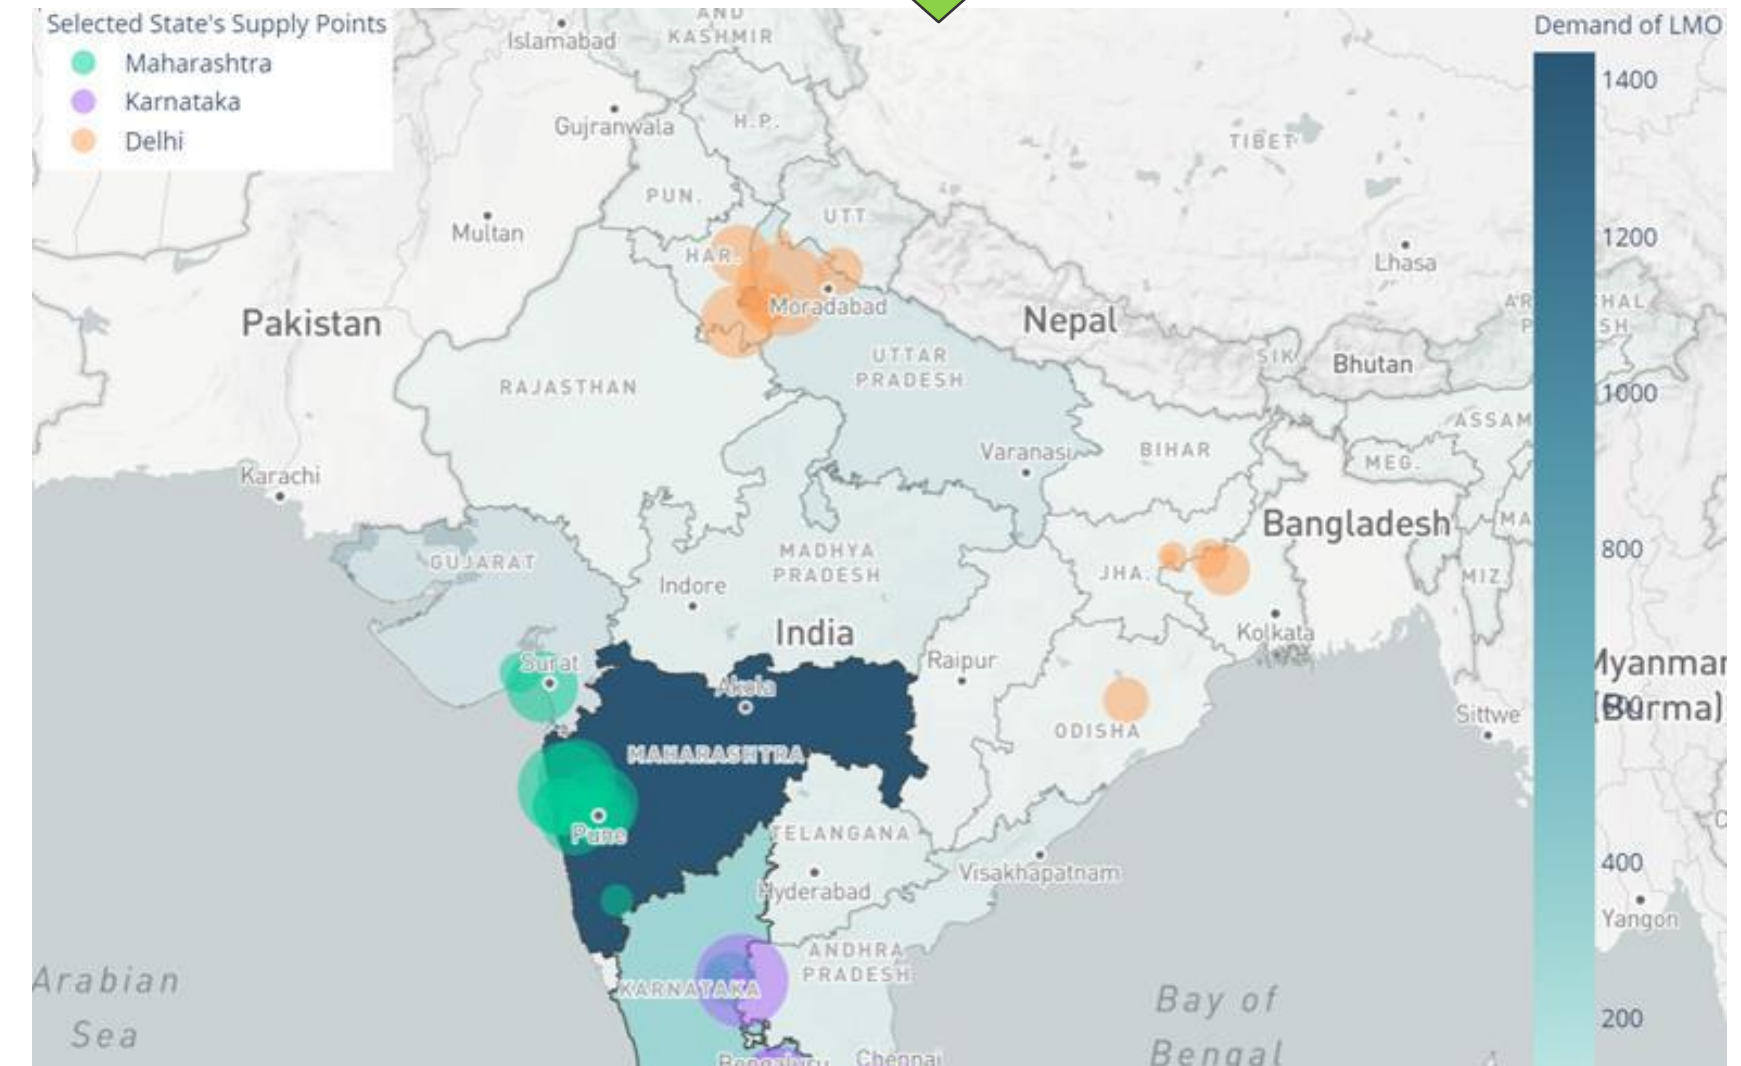 Selected State's Supply Points
Maharashtra
Karnataka
Delhi
Demand of LMO
1400
1200
1000
800
400
200
AND
KASHMIR
Islamabad
Gujranwala
H.P.
TIBET
PUN.
UTT
Multan
HAR.
Lhasa
Moradabad
Pakistan
Nepal
UTTAR
PRADESH
SIK
Bhutan
RAJASTHAN
ASSAM
Varanasi
BIHAR
MEG.
Karachi
Bangladesh
MA
GUJARAT
MADHYA
PRADESH
JHA.
MIZ.
Indore
India
Kolkata
Surat
Raipur
Myanmar
(Burma)
Akola
Sittwe
ODISHA
MAHARASHTRA
Pune
TELANGANA
Visakhapatnam
Hyderabad
Yangon
ANDHRA
PRADESH
KARNATAKA
Arabian
Sea
Bay of
Bengal
Bengaluru
Chennai